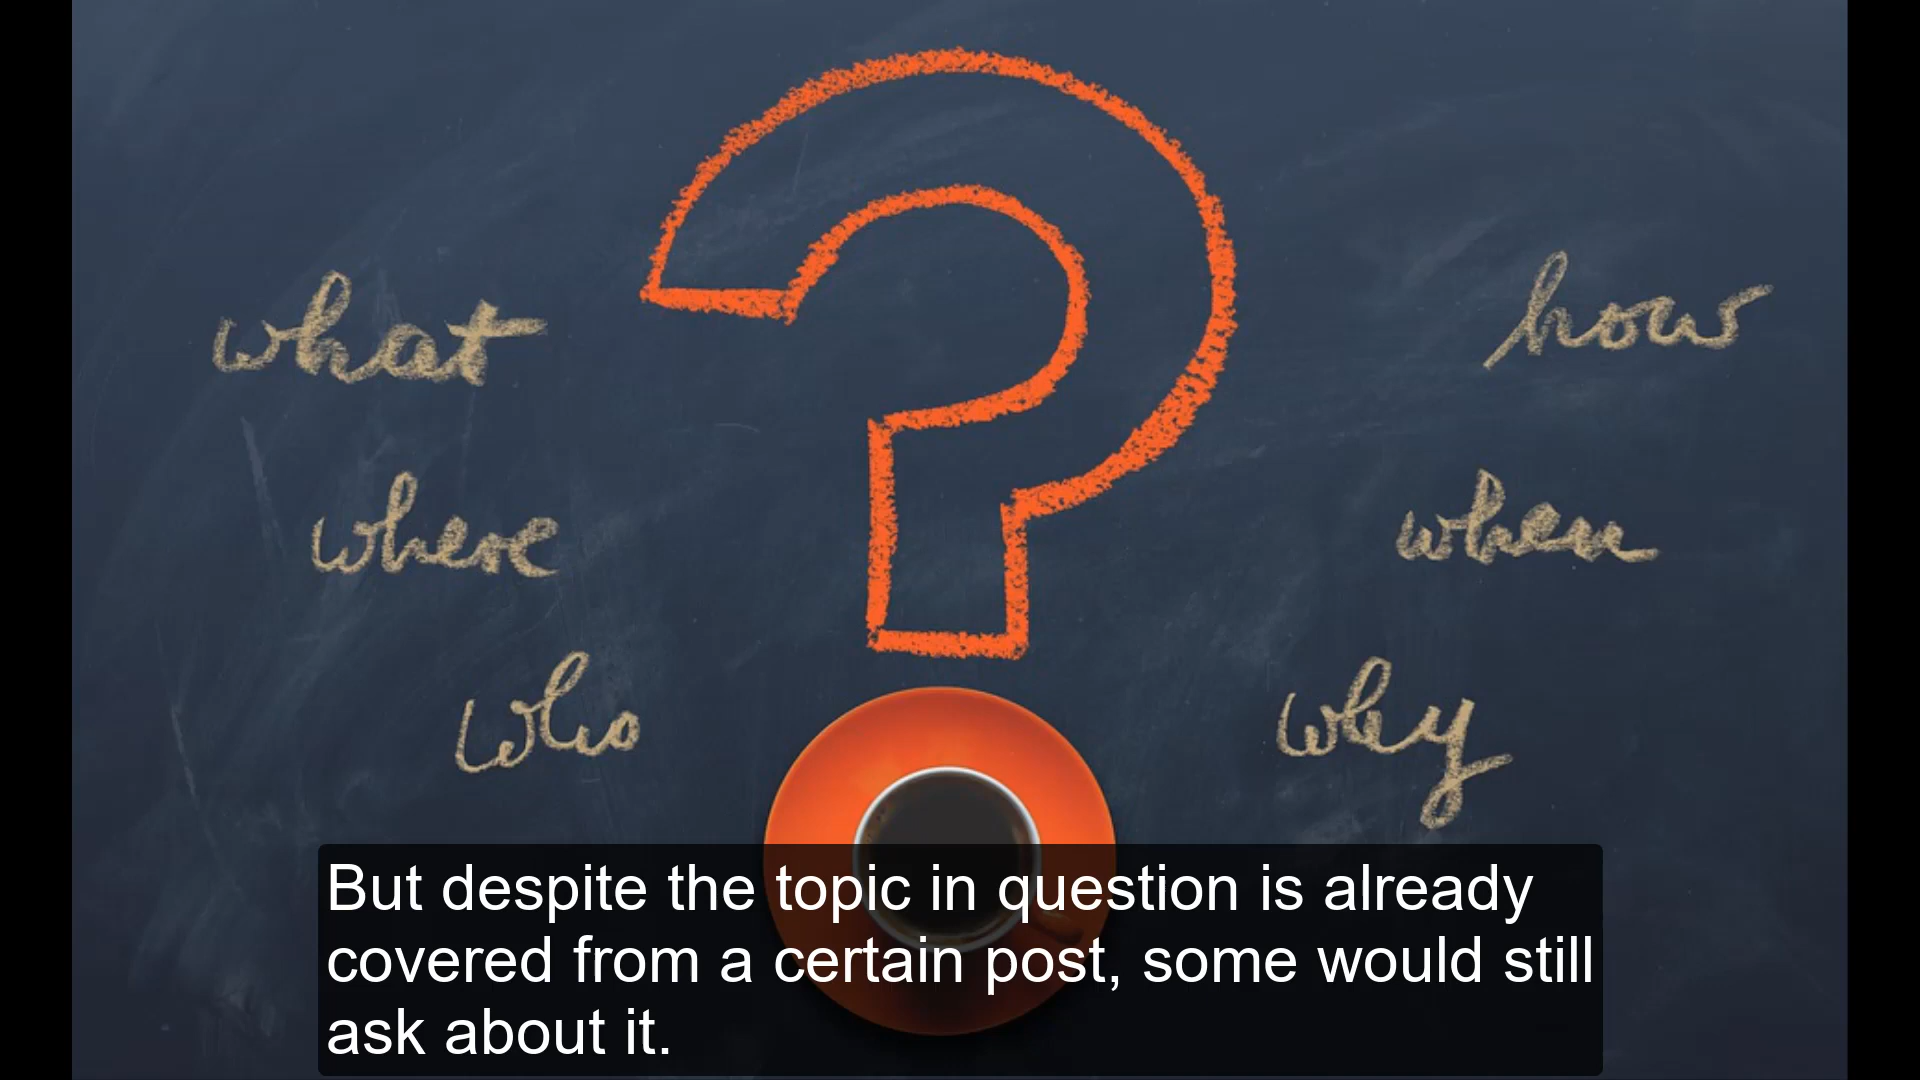 what
where
who
how
when
why
But despite the topic in question is already
covered from a certain post, some would still
ask about it.